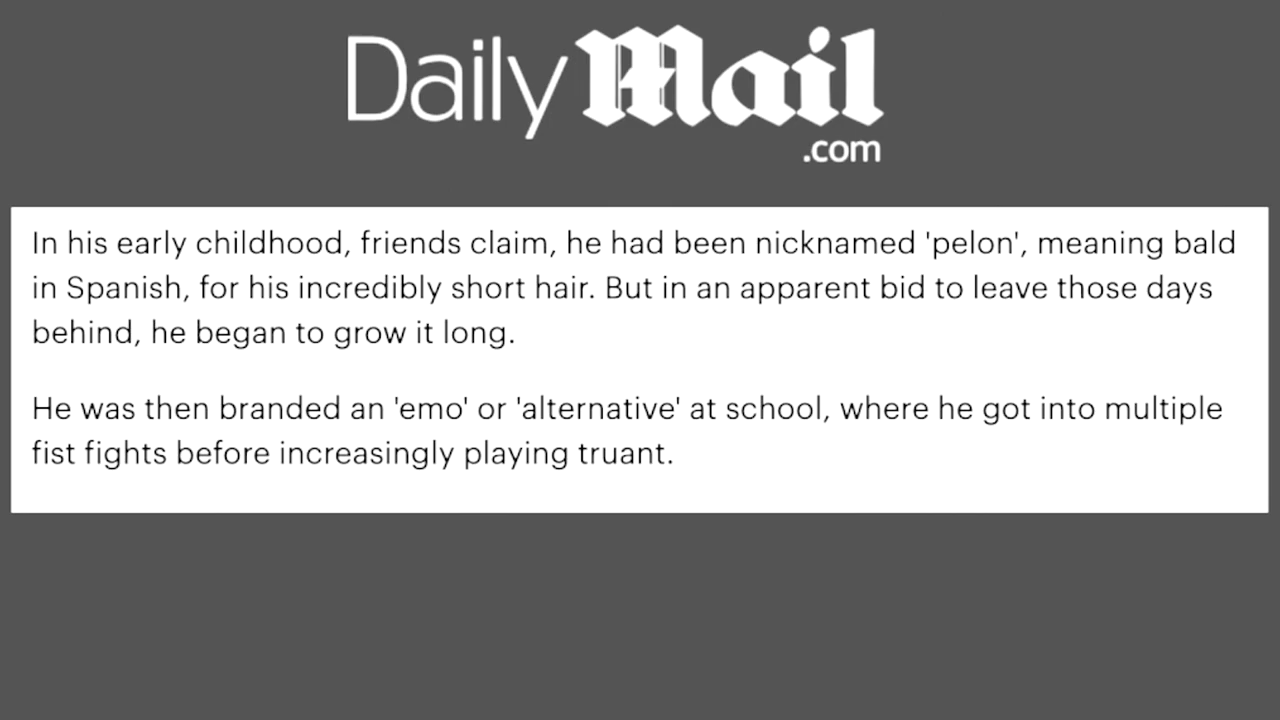 Daily Mail
.com
In his early childhood, friends claim, he had been nicknamed 'pelon', meaning bald
in Spanish, for his incredibly short hair. But in an apparent bid to leave those days
behind, he began to grow it long.
He was then branded an 'emo' or 'alternative' at school, where he got into multiple
fist fights before increasingly playing truant.